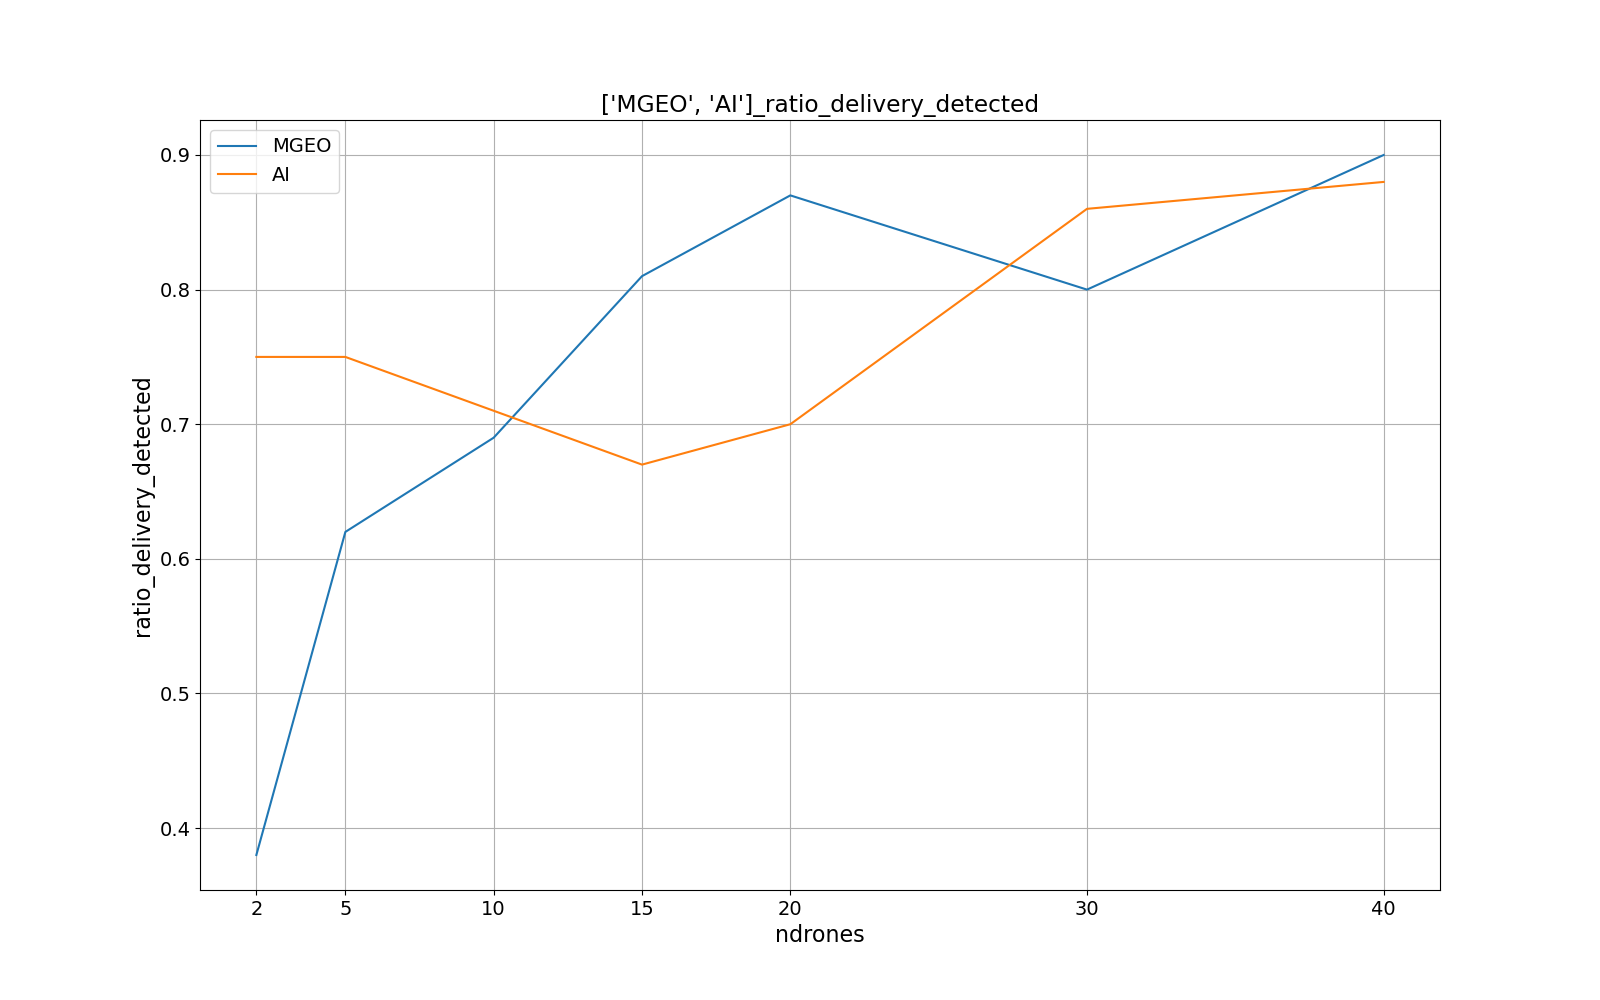 ['MGEO', 'AI']_ratio_delivery_detected
MGEO
AI
ratio_delivery_detected
0.9
0.8
0.7
0.6
0.5
0.4
2 5 10 15 20 30 40
ndrones